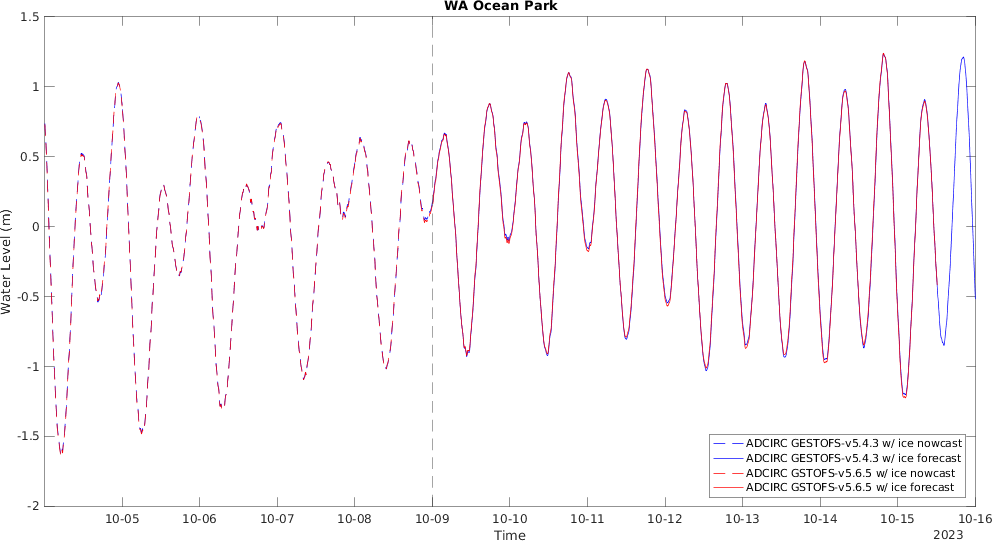 WA Ocean Park
1.5
1
0.5
0
-0.5
-1
-1.5
-2
Water Level (m)
ADCIRC GESTOFS-v5.4.3 w/ ice nowcast
ADCIRC GESTOFS-v5.4.3 w/ ice forecast
ADCIRC GSTOFS-v5.6.5 w/ ice nowcast
ADCIRC GSTOFS-v5.6.5 w/ ice forecast
10-05 10-06 10-07 10-08 10-09 10-10 10-11 10-12 10-13 10-14 10-15 10-16
Time
2023